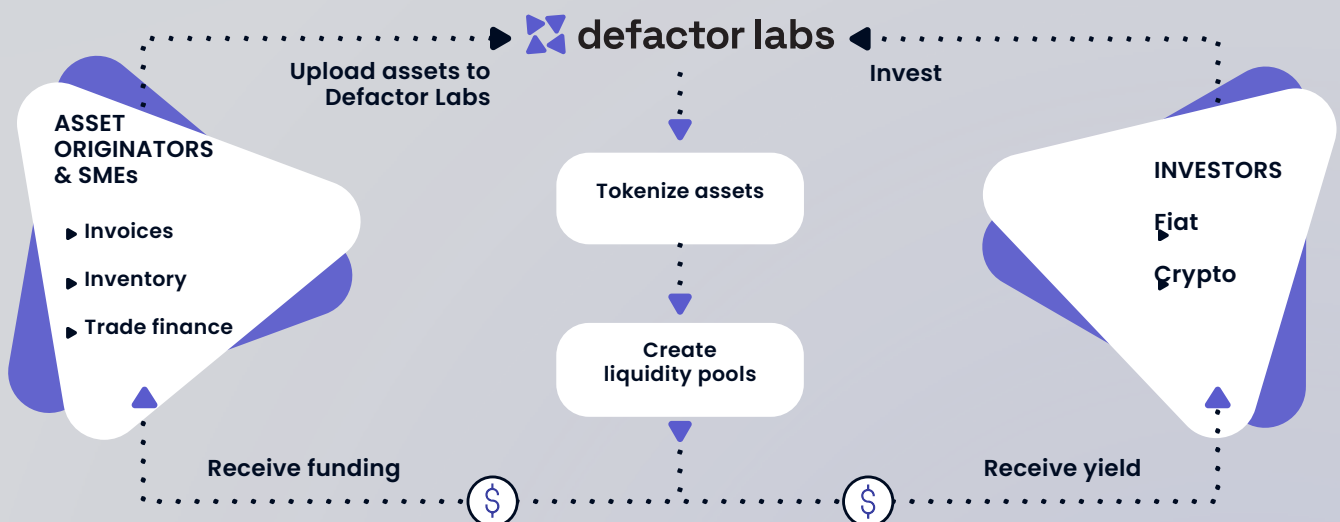 defactor labs
Upload assets to
Defactor Labs
Invest
ASSET
ORIGINATORS
& SMEs
Invoices
Inventory
Trade finance
Tokenize assets
Create
liquidity pools
INVESTORS
Fiat
Crypto
Receive funding
$
$
Receive yield